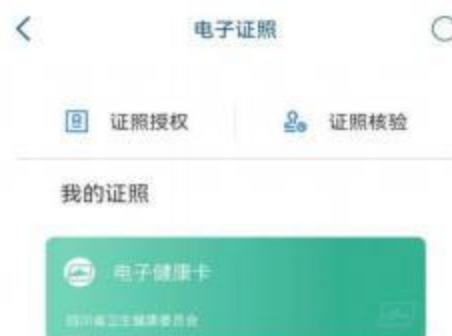 电子证照
证照授权 证照核验
我的证照
电子健康卡
四川省卫生健康委员会